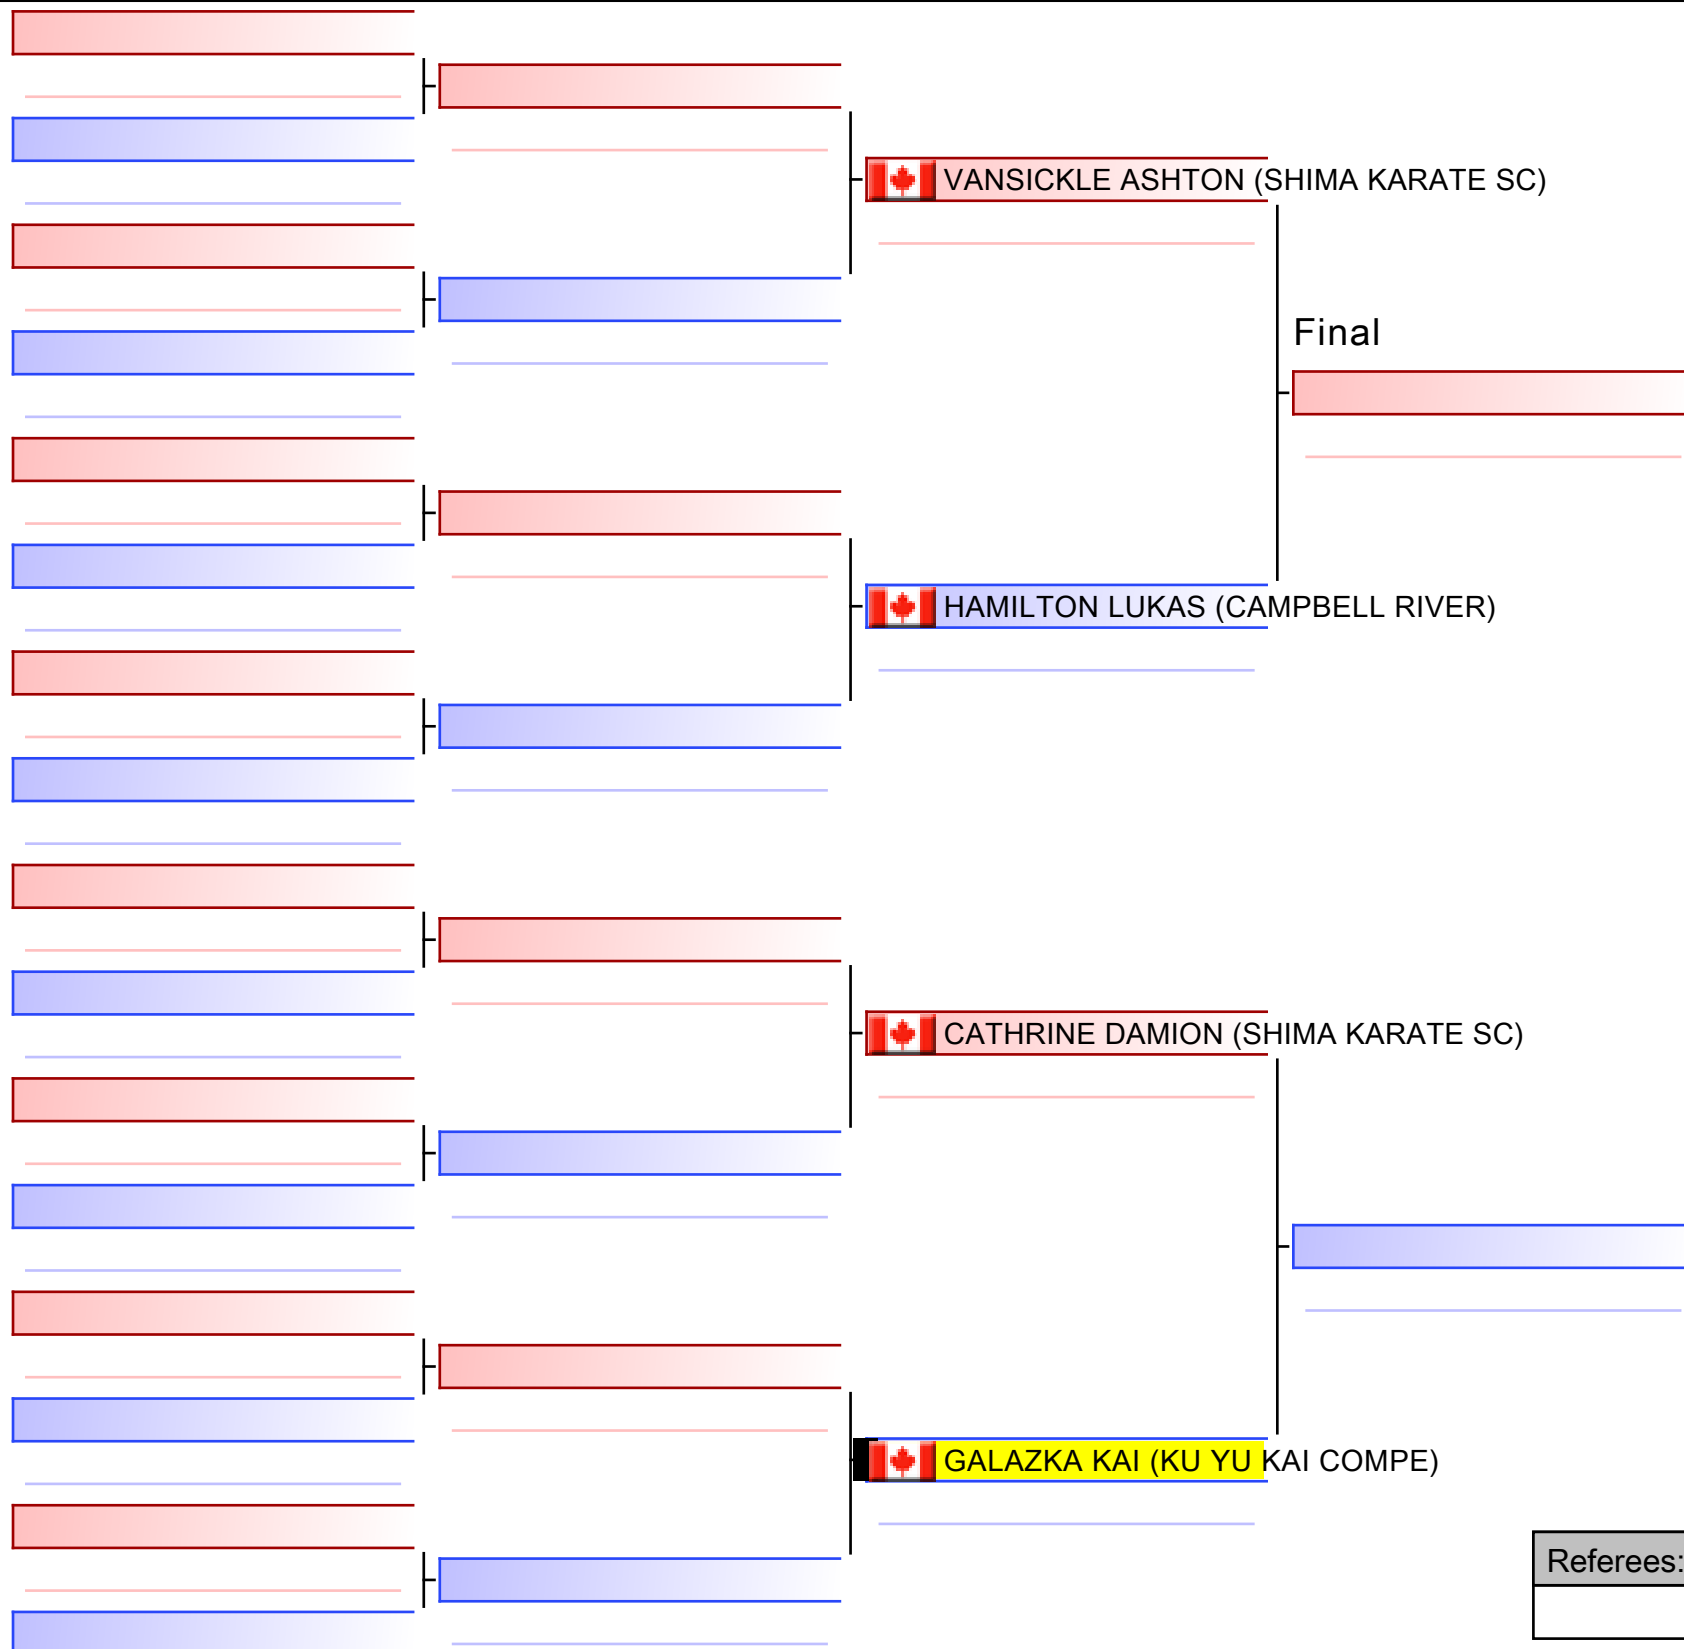 VANSICKLE ASHTON (SHIMA KARATE SC)
Final
HAMILTON LUKAS (CAMPBELL RIVER)
CATHRINE DAMION (SHIMA KARATE SC)
GALAZKA KAI (KU YU KAI COMPE)
Referees: